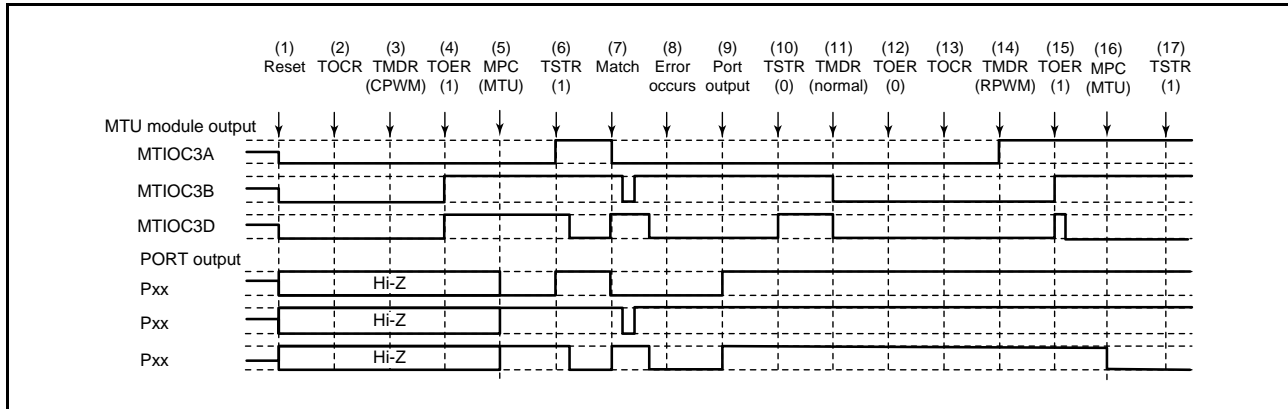 (1) (2) (3) (4) (5) (6) (7) (8) (9) (10) (11) (12) (13) (14) (15) (16) (17)
Reset TOCR TMDR TOER MPC TSTR Match Error Port TSTR TMDR TOER TOCR TMDR TOER MPC TSTR
(CPWM) (1) (MTU) (1) occurs output (0) (normal) (0) (RPWM) (1) (MTU) (1)
MTU module output
MTIOC3A
MTIOC3B
MTIOC3D
PORT output
Pxx Hi-Z
Pxx Hi-Z
Pxx Hi-Z